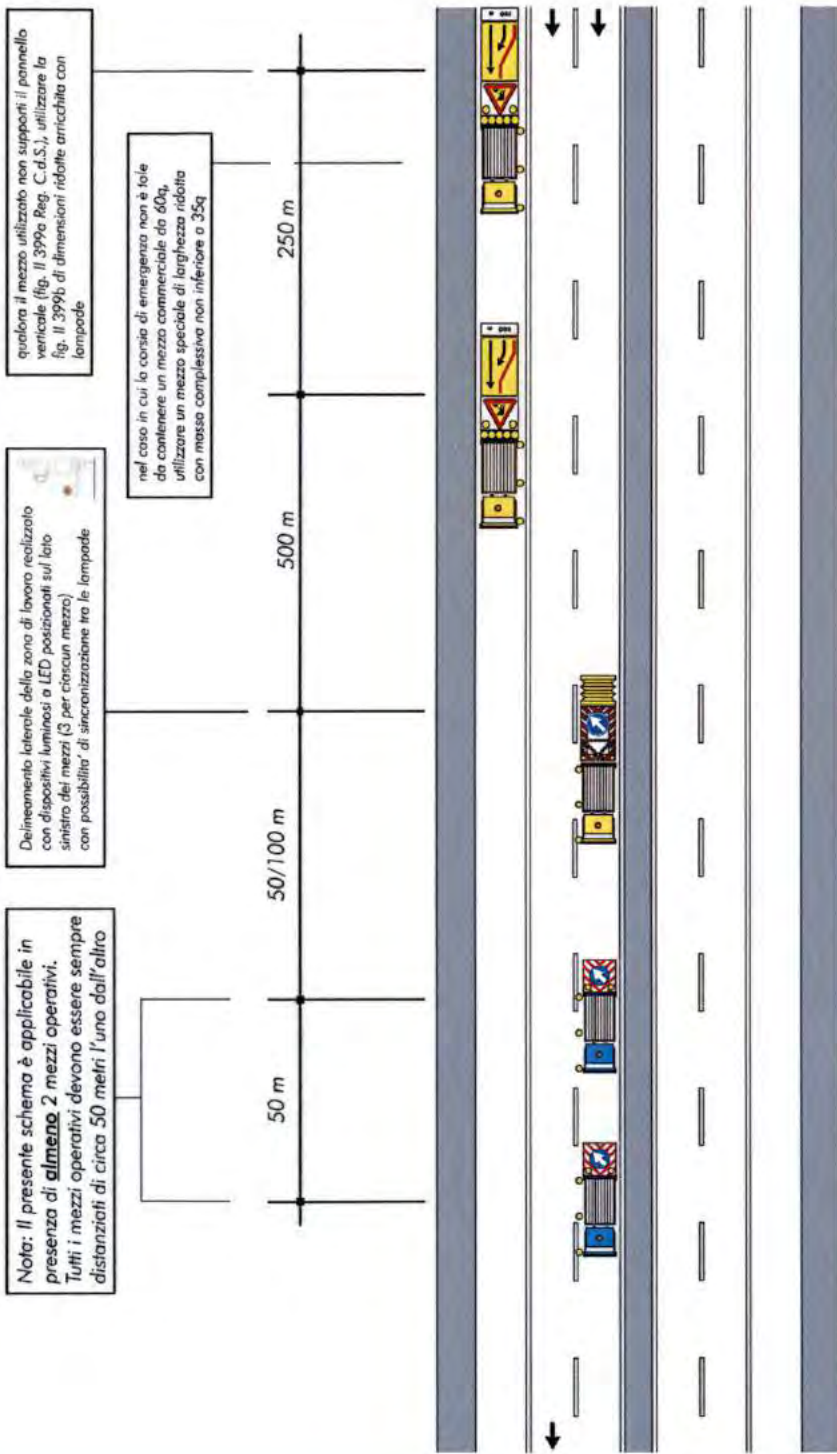 Nota: Il presente schema è applicabile in
presenza di almeno 2 mezzi operativi.
Tutti i mezzi operativi devono essere sempre
distanziati di circa 50 metri l'uno dall'altro
Delineamento laterale della zona di lavoro realizzato
con dispositivi luminosi a LED posizionati sul lato
sinistro dei mezzi (3 per ciascun mezzo)
con possibilita' di sincronizzazione tra le lampade
qualora il mezzo utilizzato non supporti il pannello
verticale (fig. II 399a Reg. C.d.S.), utilizzare la
fig. II 399b di dimensioni ridotte arricchita con
lampade
nel caso in cui la corsia di emergenza non è tale
da contenere un mezzo commerciale da 60q,
utilizzare un mezzo speciale di larghezza ridotta
con massa complessiva non inferiore a 35q
50 m
50/100 m
500 m
250 m